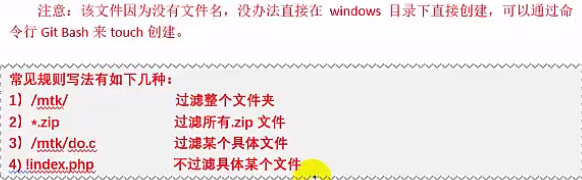 注意：该文件因为没有文件名，没办法直接在 windows 目录下直接创建，可以通过命
令行 Git Bash 来 touch 创建。
常见规则写法有如下几种：
1）/mtk/ 过滤整个文件夹
2）*.zip 过滤所有.zip 文件
3）/mtk/do.c 过滤某个具体文件
4) !index.php 不过滤具体某个文件